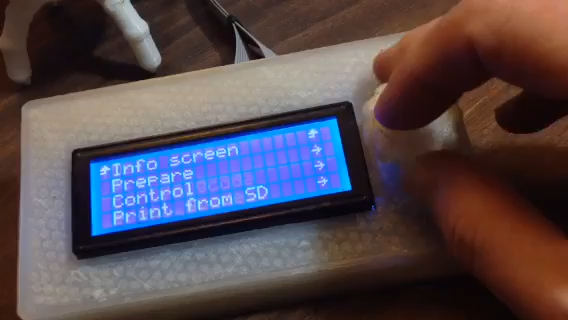 Info screen
Prepare
Control
Print from SD